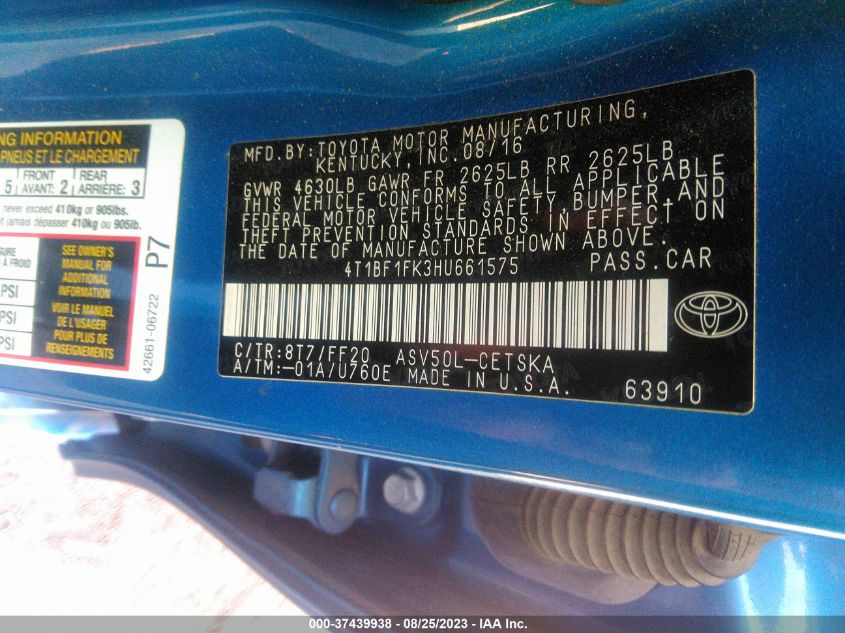 NG INFORMATION
PNEUS ET LE CHARGEMENT
5 FRONT 2 REAR 3
AVANT: ARRIÈRE:
never exceed 410kg or 905lbs.
t jamais dépasser 410kg ou 905lb.
SURE
À FROID
PSI
PSI
PSI
SEE OWNER'S
MANUAL FOR
ADDITIONAL
INFORMATION
VOIR LE MANUEL
DE L'USAGER
POUR PLUS DE
RENSEIGNEMENTS
42661-06722 P7
MFD.BY:TOYOTA MOTOR MANUFACTURING,
KENTUCKY, INC.08/16
GVWR 4630LB GAWR FR 2625LB RR 2625LB
THIS VEHICLE CONFORMS TO ALL APPLICABLE
FEDERAL MOTOR VEHICLE SAFETY,BUMPER,AND
THEFT PREVENTION STANDARDS IN EFFECT ON
THE DATE OF MANUFACTURE SHOWN ABOVE.
4T1BF1FK3HU661575 PASS.CAR
C/TR:8T7/FF20 ASV50L-CETSKA
A/TM:-01A/U760E MADE IN U.S.A.
63910
000-37439938 - 08/25/2023 - IAA Inc.